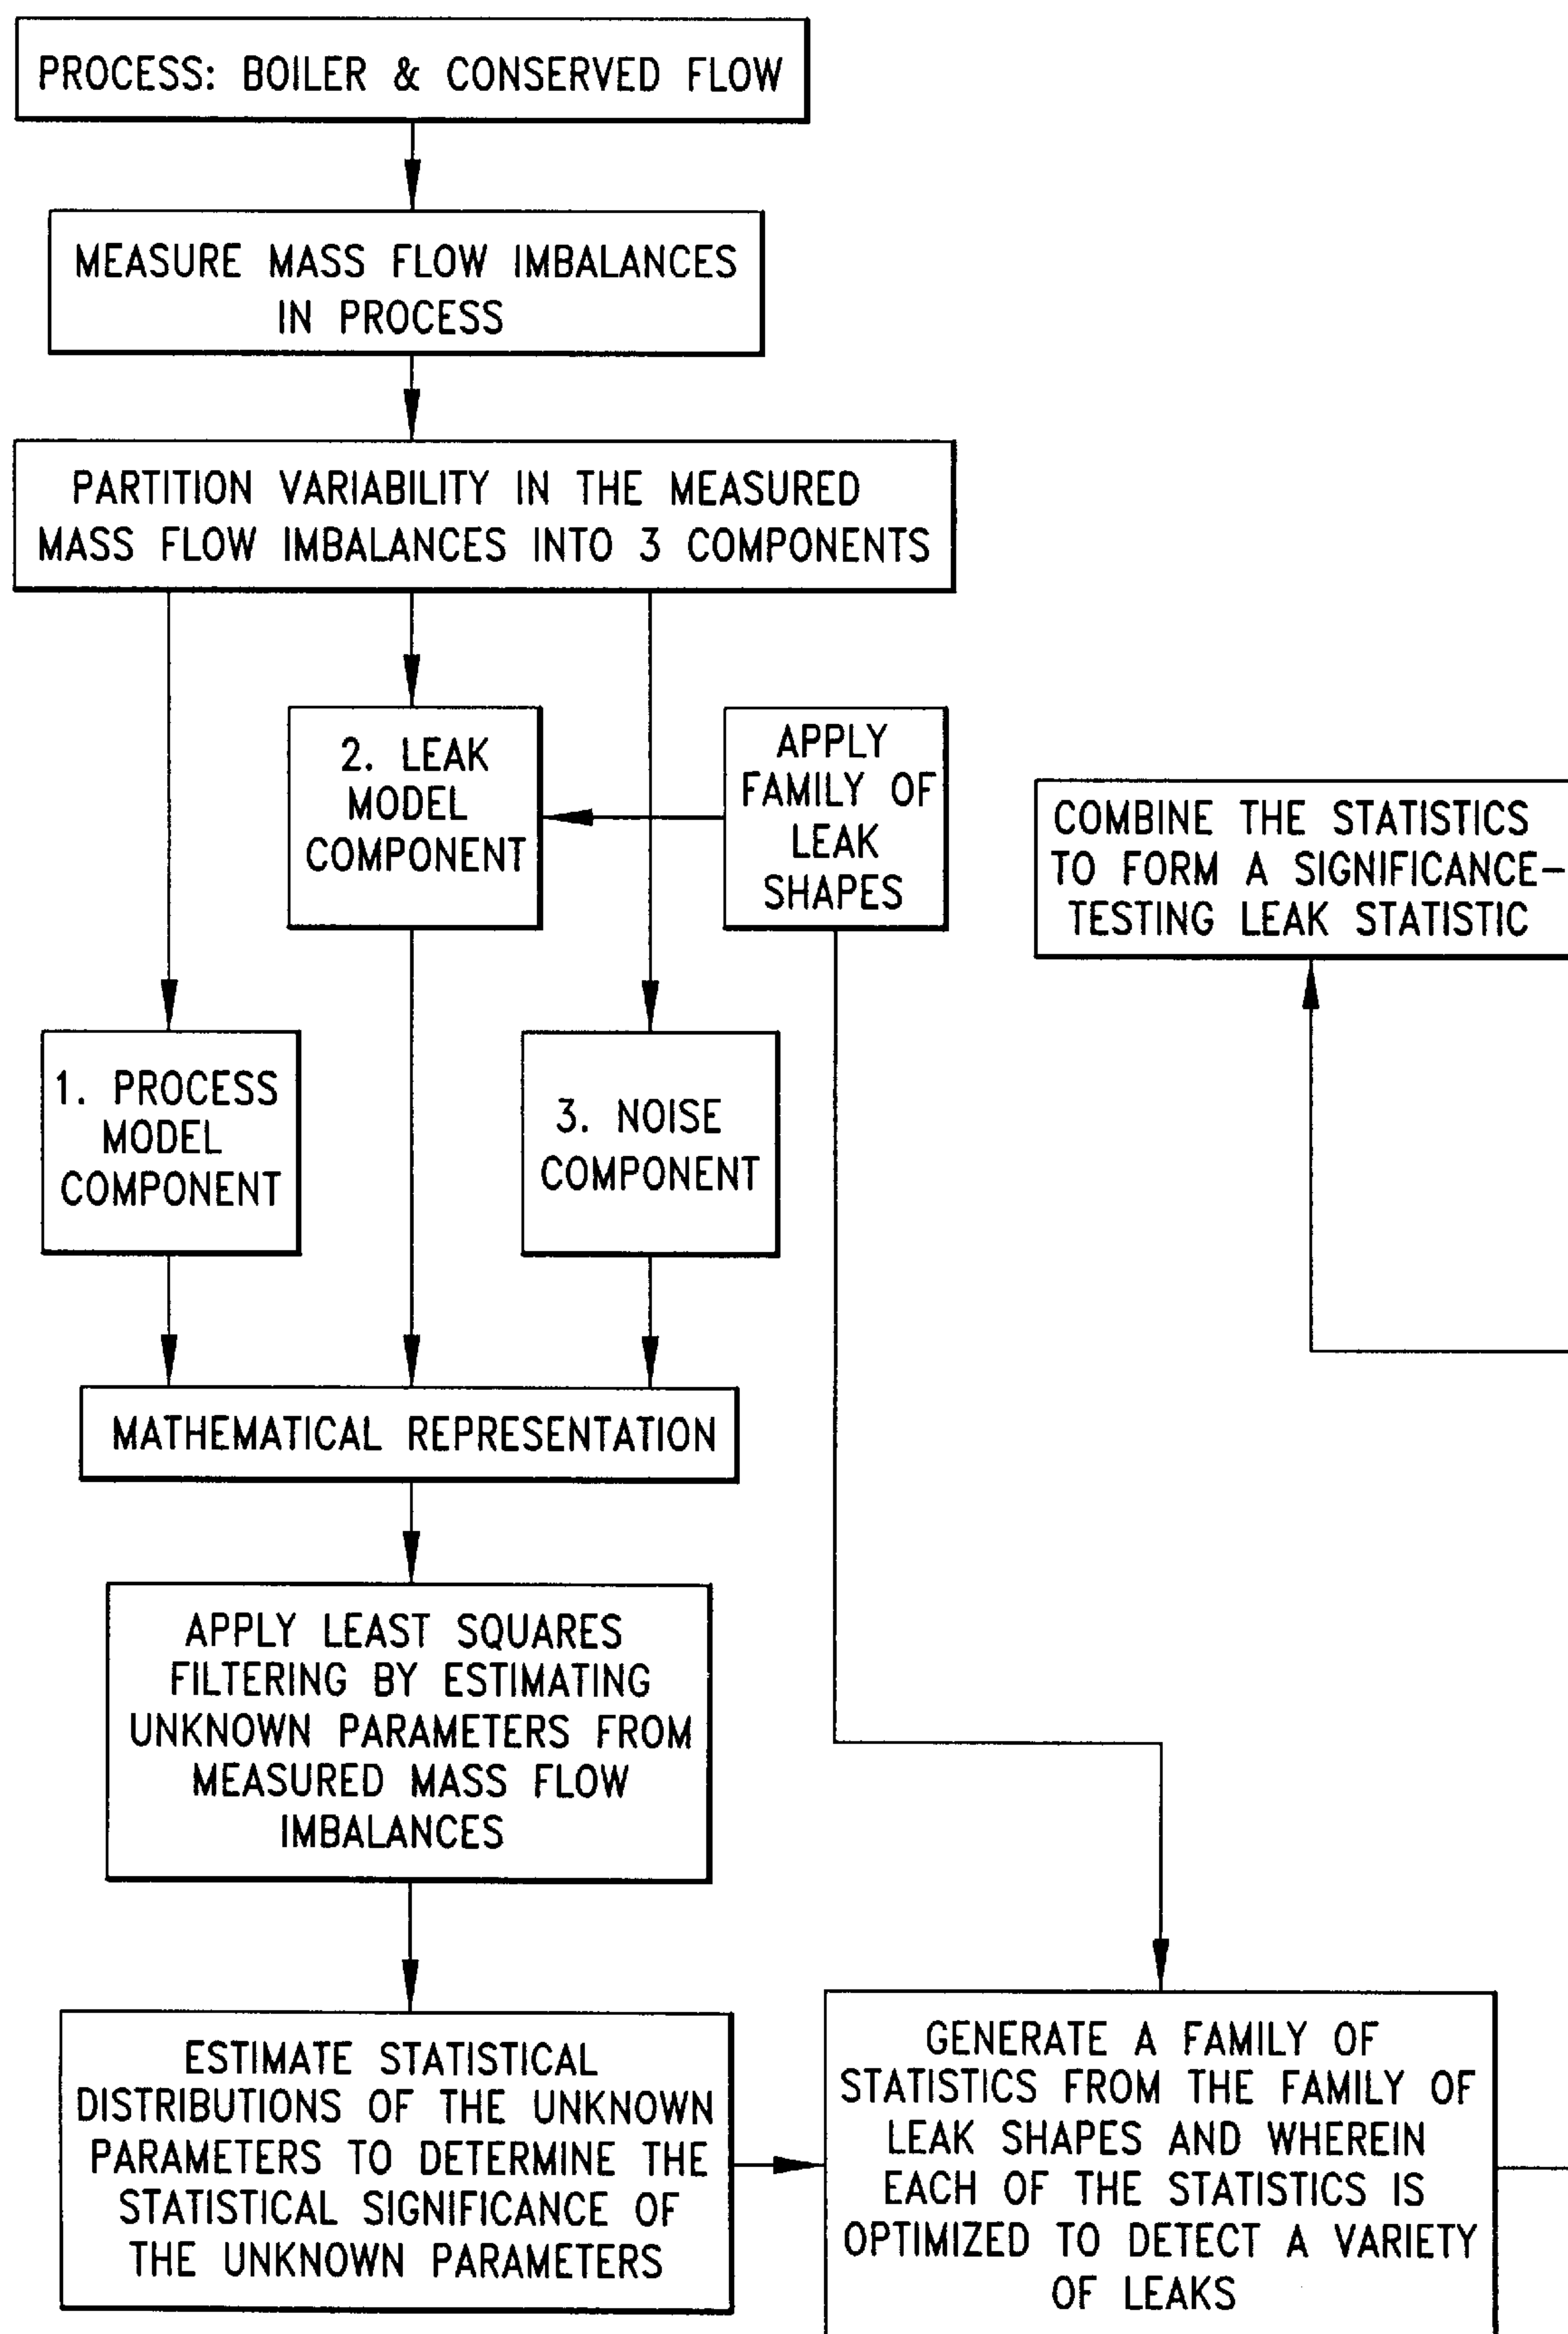 PROCESS: BOILER & CONSERVED FLOW
MEASURE MASS FLOW IMBALANCES
IN PROCESS
PARTITION VARIABILITY IN THE MEASURED
MASS FLOW IMBALANCES INTO 3 COMPONENTS
2. LEAK
MODEL
COMPONENT
APPLY
FAMILY OF
LEAK
SHAPES
COMBINE THE STATISTICS
TO FORM A SIGNIFICANCE-
TESTING LEAK STATISTIC
1. PROCESS
MODEL
COMPONENT
3. NOISE
COMPONENT
MATHEMATICAL REPRESENTATION
APPLY LEAST SQUARES
FILTERING BY ESTIMATING
UNKNOWN PARAMETERS FROM
MEASURED MASS FLOW
IMBALANCES
ESTIMATE STATISTICAL
DISTRIBUTIONS OF THE UNKNOWN
PARAMETERS TO DETERMINE THE
STATISTICAL SIGNIFICANCE OF
THE UNKNOWN PARAMETERS
GENERATE A FAMILY OF
STATISTICS FROM THE FAMILY OF
LEAK SHAPES AND WHEREIN
EACH OF THE STATISTICS IS
OPTIMIZED TO DETECT A VARIETY
OF LEAKS